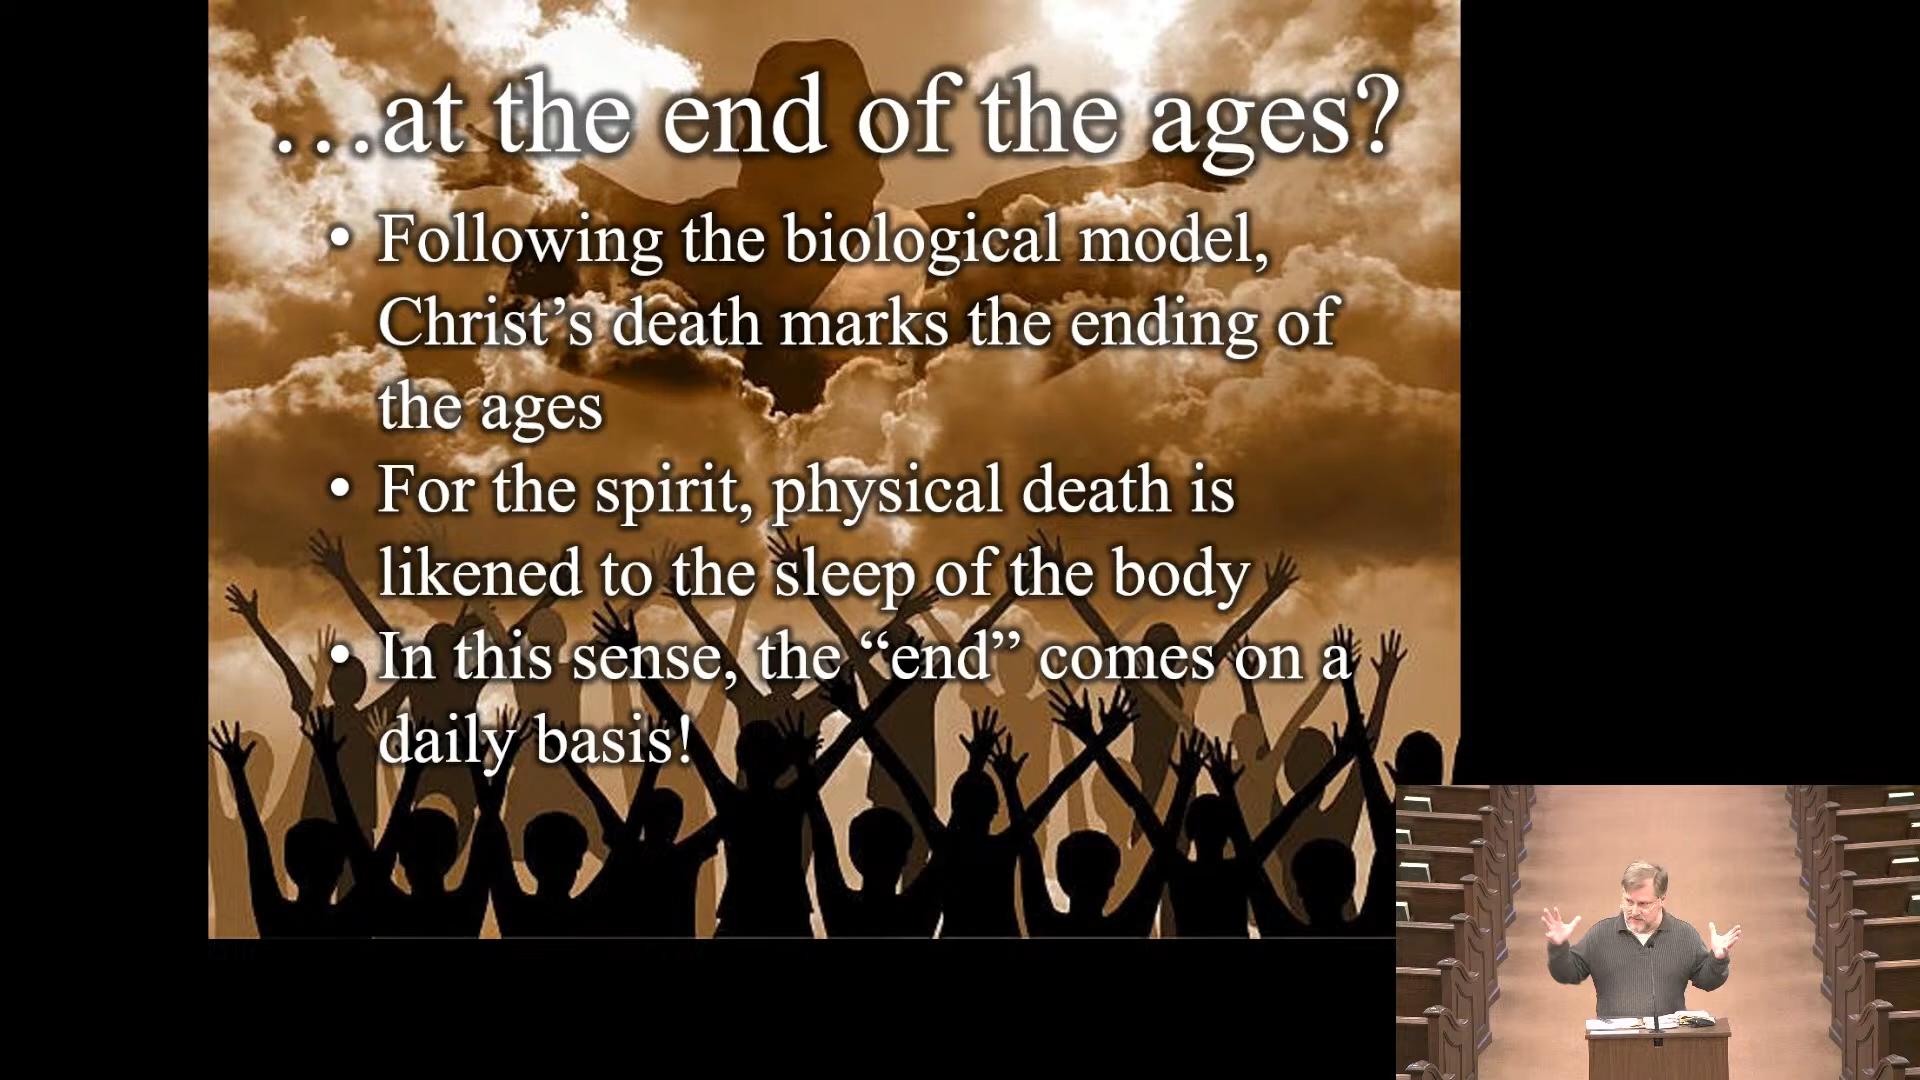 …at the end of the ages?
• Following the biological model,
Christ’s death marks the ending of
the ages
• For the spirit, physical death is
likened to the sleep of the body
• In this sense, the “end” comes on a
daily basis!